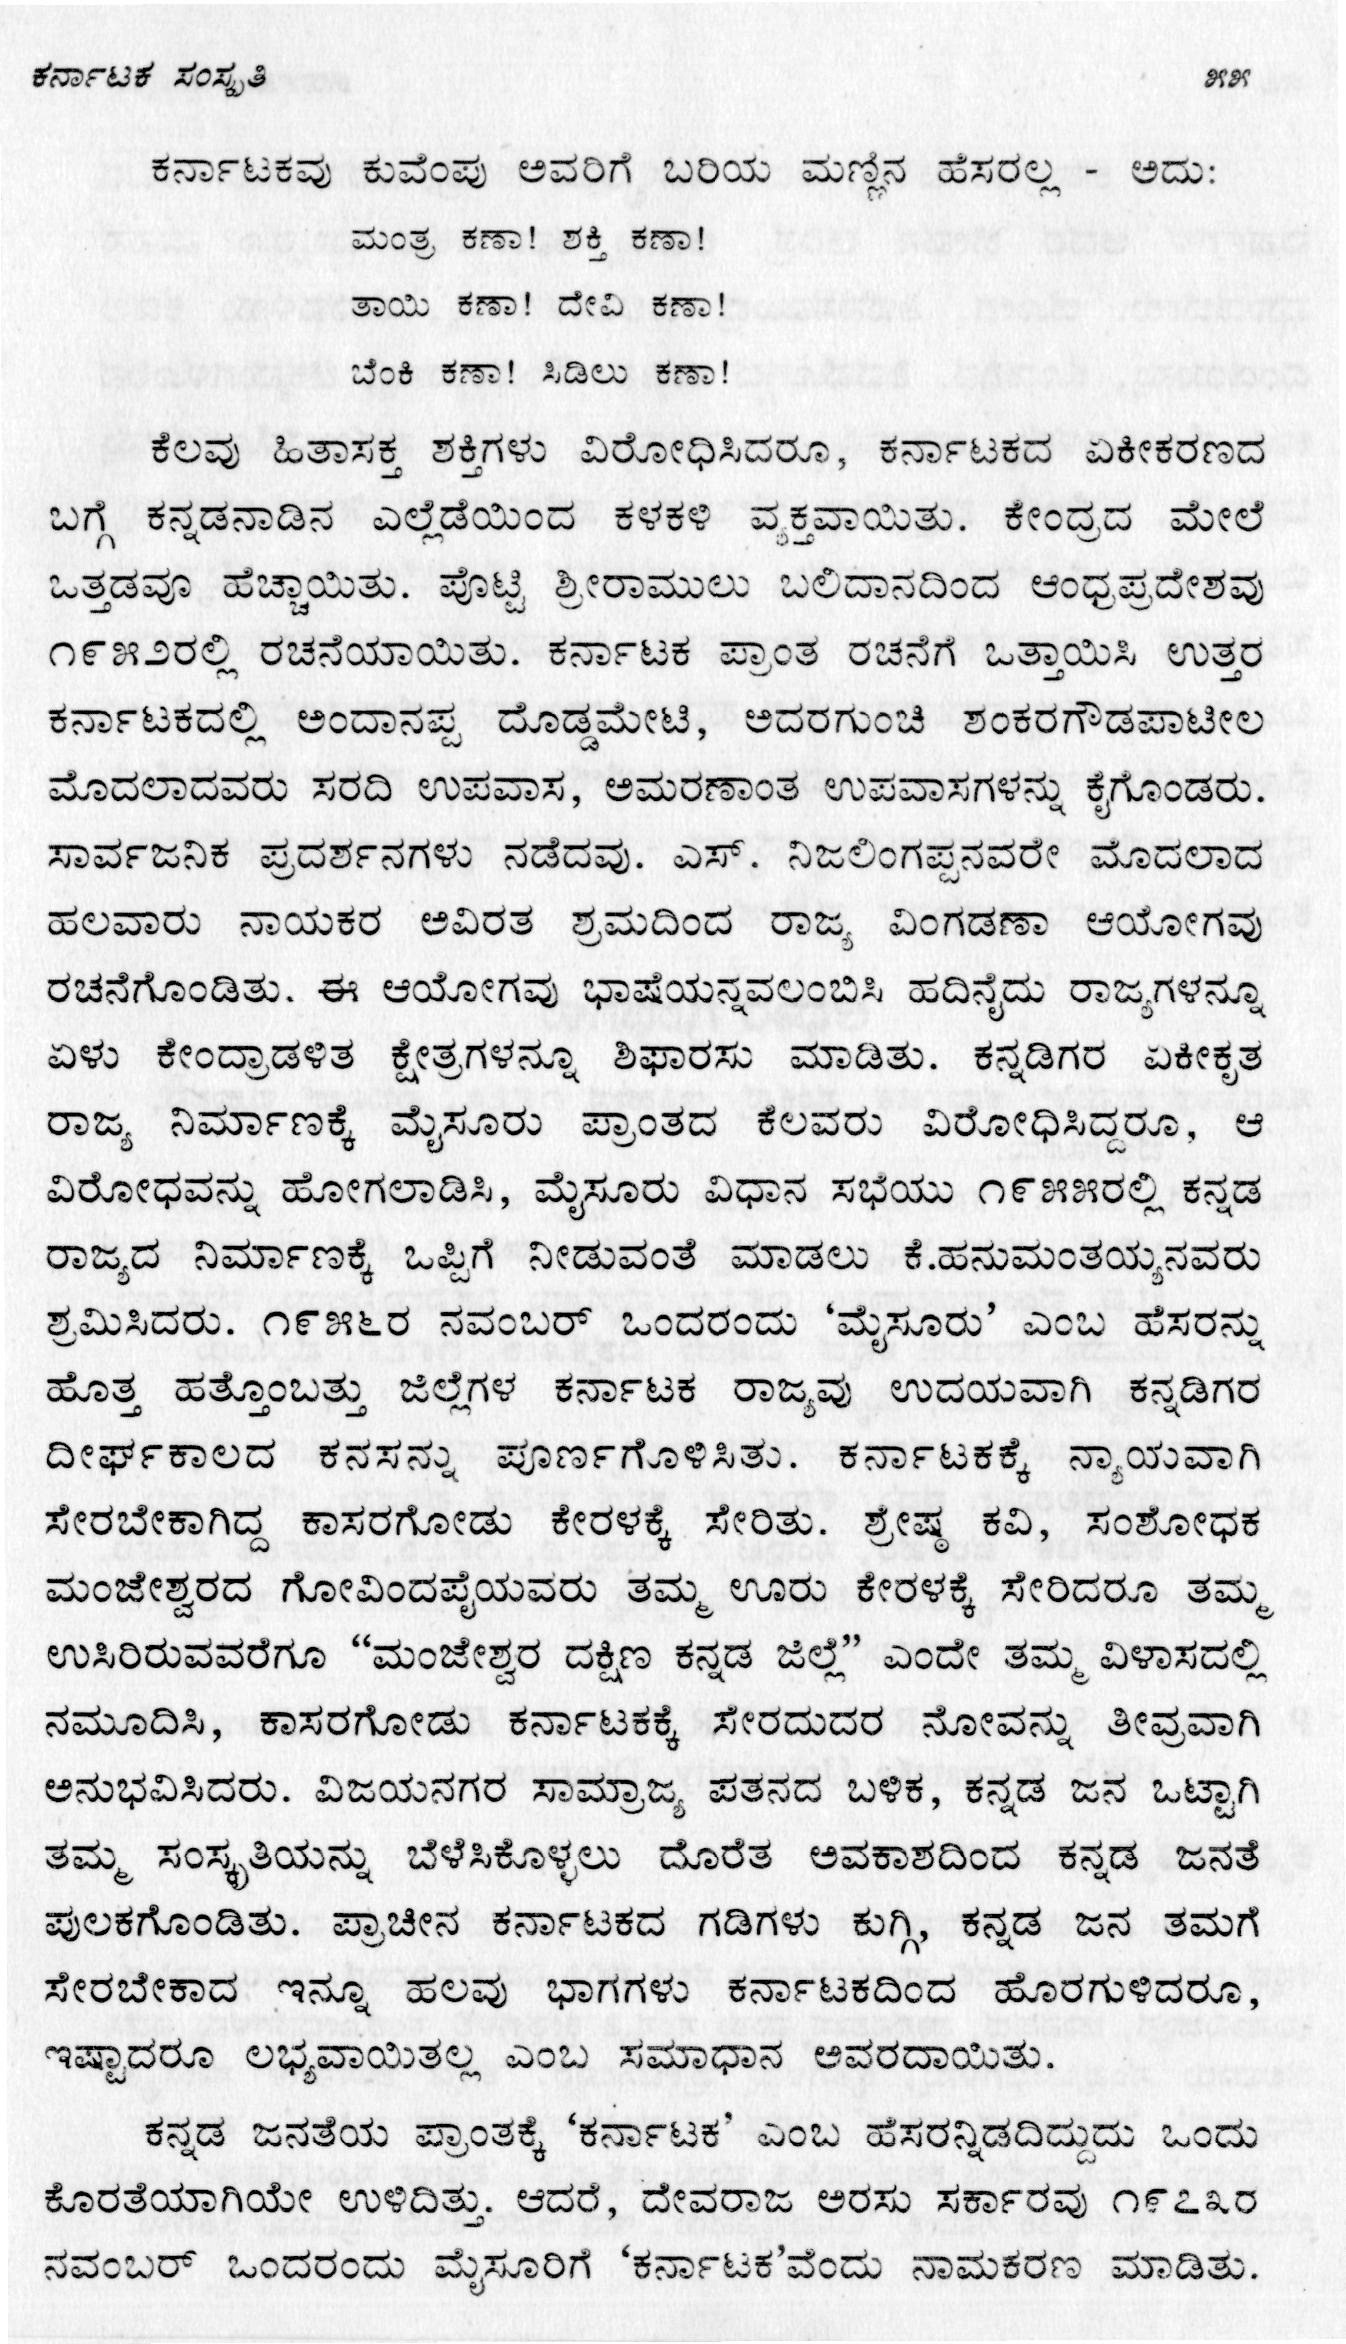 ಕರ್ನಾಟಕ ಸಂಸ್ಕೃತಿ ೫೫
ಕರ್ನಾಟಕವು ಕುವೆಂಪು ಅವರಿಗೆ ಬರಿಯ ಮಣ್ಣಿನ ಹೆಸರಲ್ಲ - ಅದು:
ಮಂತ್ರ ಕಣಾ! ಶಕ್ತಿ ಕಣಾ!
ತಾಯಿ ಕಣಾ! ದೇವಿ ಕಣಾ!
ಬೆಂಕಿ ಕಣಾ! ಸಿಡಿಲು ಕಣಾ!
ಕೆಲವು ಹಿತಾಸಕ್ತ ಶಕ್ತಿಗಳು ವಿರೋಧಿಸಿದರೂ, ಕರ್ನಾಟಕದ ಏಕೀಕರಣದ
ಬಗ್ಗೆ ಕನ್ನಡನಾಡಿನ ಎಲ್ಲೆಡೆಯಿಂದ ಕಳಕಳಿ ವ್ಯಕ್ತವಾಯಿತು. ಕೇಂದ್ರದ ಮೇಲೆ
ಒತ್ತಡವೂ ಹೆಚ್ಚಾಯಿತು. ಪೊಟ್ಟಿ ಶ್ರೀರಾಮುಲು ಬಲಿದಾನದಿಂದ ಆಂಧ್ರಪ್ರದೇಶವು
೧೯೫೨ರಲ್ಲಿ ರಚನೆಯಾಯಿತು. ಕರ್ನಾಟಕ ಪ್ರಾಂತ ರಚನೆಗೆ ಒತ್ತಾಯಿಸಿ ಉತ್ತರ
ಕರ್ನಾಟಕದಲ್ಲಿ ಅಂದಾನಪ್ಪ ದೊಡ್ಡಮೇಟಿ, ಅದರಗುಂಚಿ ಶಂಕರಗೌಡಪಾಟೀಲ
ಮೊದಲಾದವರು ಸರದಿ ಉಪವಾಸ, ಅಮರಣಾಂತ ಉಪವಾಸಗಳನ್ನು ಕೈಗೊಂಡರು.
ಸಾರ್ವಜನಿಕ ಪ್ರದರ್ಶನಗಳು ನಡೆದವು. ಎಸ್. ನಿಜಲಿಂಗಪ್ಪನವರೇ ಮೊದಲಾದ
ಹಲವಾರು ನಾಯಕರ ಅವಿರತ ಶ್ರಮದಿಂದ ರಾಜ್ಯ ವಿಂಗಡಣಾ ಆಯೋಗವು
ರಚನೆಗೊಂಡಿತು. ಈ ಆಯೋಗವು ಭಾಷೆಯನ್ನವಲಂಬಿಸಿ ಹದಿನೈದು ರಾಜ್ಯಗಳನ್ನೂ
ಏಳು ಕೇಂದ್ರಾಡಳಿತ ಕ್ಷೇತ್ರಗಳನ್ನೂ ಶಿಫಾರಸು ಮಾಡಿತು. ಕನ್ನಡಿಗರ ಏಕೀಕೃತ
ರಾಜ್ಯ ನಿರ್ಮಾಣಕ್ಕೆ ಮೈಸೂರು ಪ್ರಾಂತದ ಕೆಲವರು ವಿರೋಧಿಸಿದ್ದರೂ, ಆ
ವಿರೋಧವನ್ನು ಹೋಗಲಾಡಿಸಿ, ಮೈಸೂರು ವಿಧಾನ ಸಭೆಯು ೧೯೫೫ರಲ್ಲಿ ಕನ್ನಡ
ರಾಜ್ಯದ ನಿರ್ಮಾಣಕ್ಕೆ ಒಪ್ಪಿಗೆ ನೀಡುವಂತೆ ಮಾಡಲು ಕೆ.ಹನುಮಂತಯ್ಯನವರು
ಶ್ರಮಿಸಿದರು. ೧೯೫೬ರ ನವಂಬರ್ ಒಂದರಂದು ‘ಮೈಸೂರು’ ಎಂಬ ಹೆಸರನ್ನು
ಹೊತ್ತ ಹತ್ತೊಂಬತ್ತು ಜಿಲ್ಲೆಗಳ ಕರ್ನಾಟಕ ರಾಜ್ಯವು ಉದಯವಾಗಿ ಕನ್ನಡಿಗರ
ದೀರ್ಘಕಾಲದ ಕನಸನ್ನು ಪೂರ್ಣಗೊಳಿಸಿತು. ಕರ್ನಾಟಕಕ್ಕೆ ನ್ಯಾಯವಾಗಿ
ಸೇರಬೇಕಾಗಿದ್ದ ಕಾಸರಗೋಡು ಕೇರಳಕ್ಕೆ ಸೇರಿತು. ಶ್ರೇಷ್ಠ ಕವಿ, ಸಂಶೋಧಕ
ಮಂಜೇಶ್ವರದ ಗೋವಿಂದಪೈಯವರು ತಮ್ಮ ಊರು ಕೇರಳಕ್ಕೆ ಸೇರಿದರೂ ತಮ್ಮ
ಉಸಿರಿರುವವರೆಗೂ “ಮಂಜೇಶ್ವರ ದಕ್ಷಿಣ ಕನ್ನಡ ಜಿಲ್ಲೆ” ಎಂದೇ ತಮ್ಮ ವಿಳಾಸದಲ್ಲಿ
ನಮೂದಿಸಿ, ಕಾಸರಗೋಡು ಕರ್ನಾಟಕಕ್ಕೆ ಸೇರದುದರ ನೋವನ್ನು ತೀವ್ರವಾಗಿ
ಅನುಭವಿಸಿದರು. ವಿಜಯನಗರ ಸಾಮ್ರಾಜ್ಯ ಪತನದ ಬಳಿಕ, ಕನ್ನಡ ಜನ ಒಟ್ಟಾಗಿ
ತಮ್ಮ ಸಂಸ್ಕೃತಿಯನ್ನು ಬೆಳೆಸಿಕೊಳ್ಳಲು ದೊರೆತ ಅವಕಾಶದಿಂದ ಕನ್ನಡ ಜನತೆ
ಪುಲಕಗೊಂಡಿತು. ಪ್ರಾಚೀನ ಕರ್ನಾಟಕದ ಗಡಿಗಳು ಕುಗ್ಗಿ, ಕನ್ನಡ ಜನ ತಮಗೆ
ಸೇರಬೇಕಾದ ಇನ್ನೂ ಹಲವು ಭಾಗಗಳು ಕರ್ನಾಟಕದಿಂದ ಹೊರಗುಳಿದರೂ,
ಇಷ್ಟಾದರೂ ಲಭ್ಯವಾಯಿತಲ್ಲ ಎಂಬ ಸಮಾಧಾನ ಅವರದಾಯಿತು.
ಕನ್ನಡ ಜನತೆಯ ಪ್ರಾಂತಕ್ಕೆ ‘ಕರ್ನಾಟಕ’ ಎಂಬ ಹೆಸರನ್ನಿಡದಿದ್ದುದು ಒಂದು
ಕೊರತೆಯಾಗಿಯೇ ಉಳಿದಿತ್ತು. ಆದರೆ, ದೇವರಾಜ ಅರಸು ಸರ್ಕಾರವು ೧೯೭೩ರ
ನವಂಬರ್ ಒಂದರಂದು ಮೈಸೂರಿಗೆ ‘ಕರ್ನಾಟಕ’ವೆಂದು ನಾಮಕರಣ ಮಾಡಿತು.